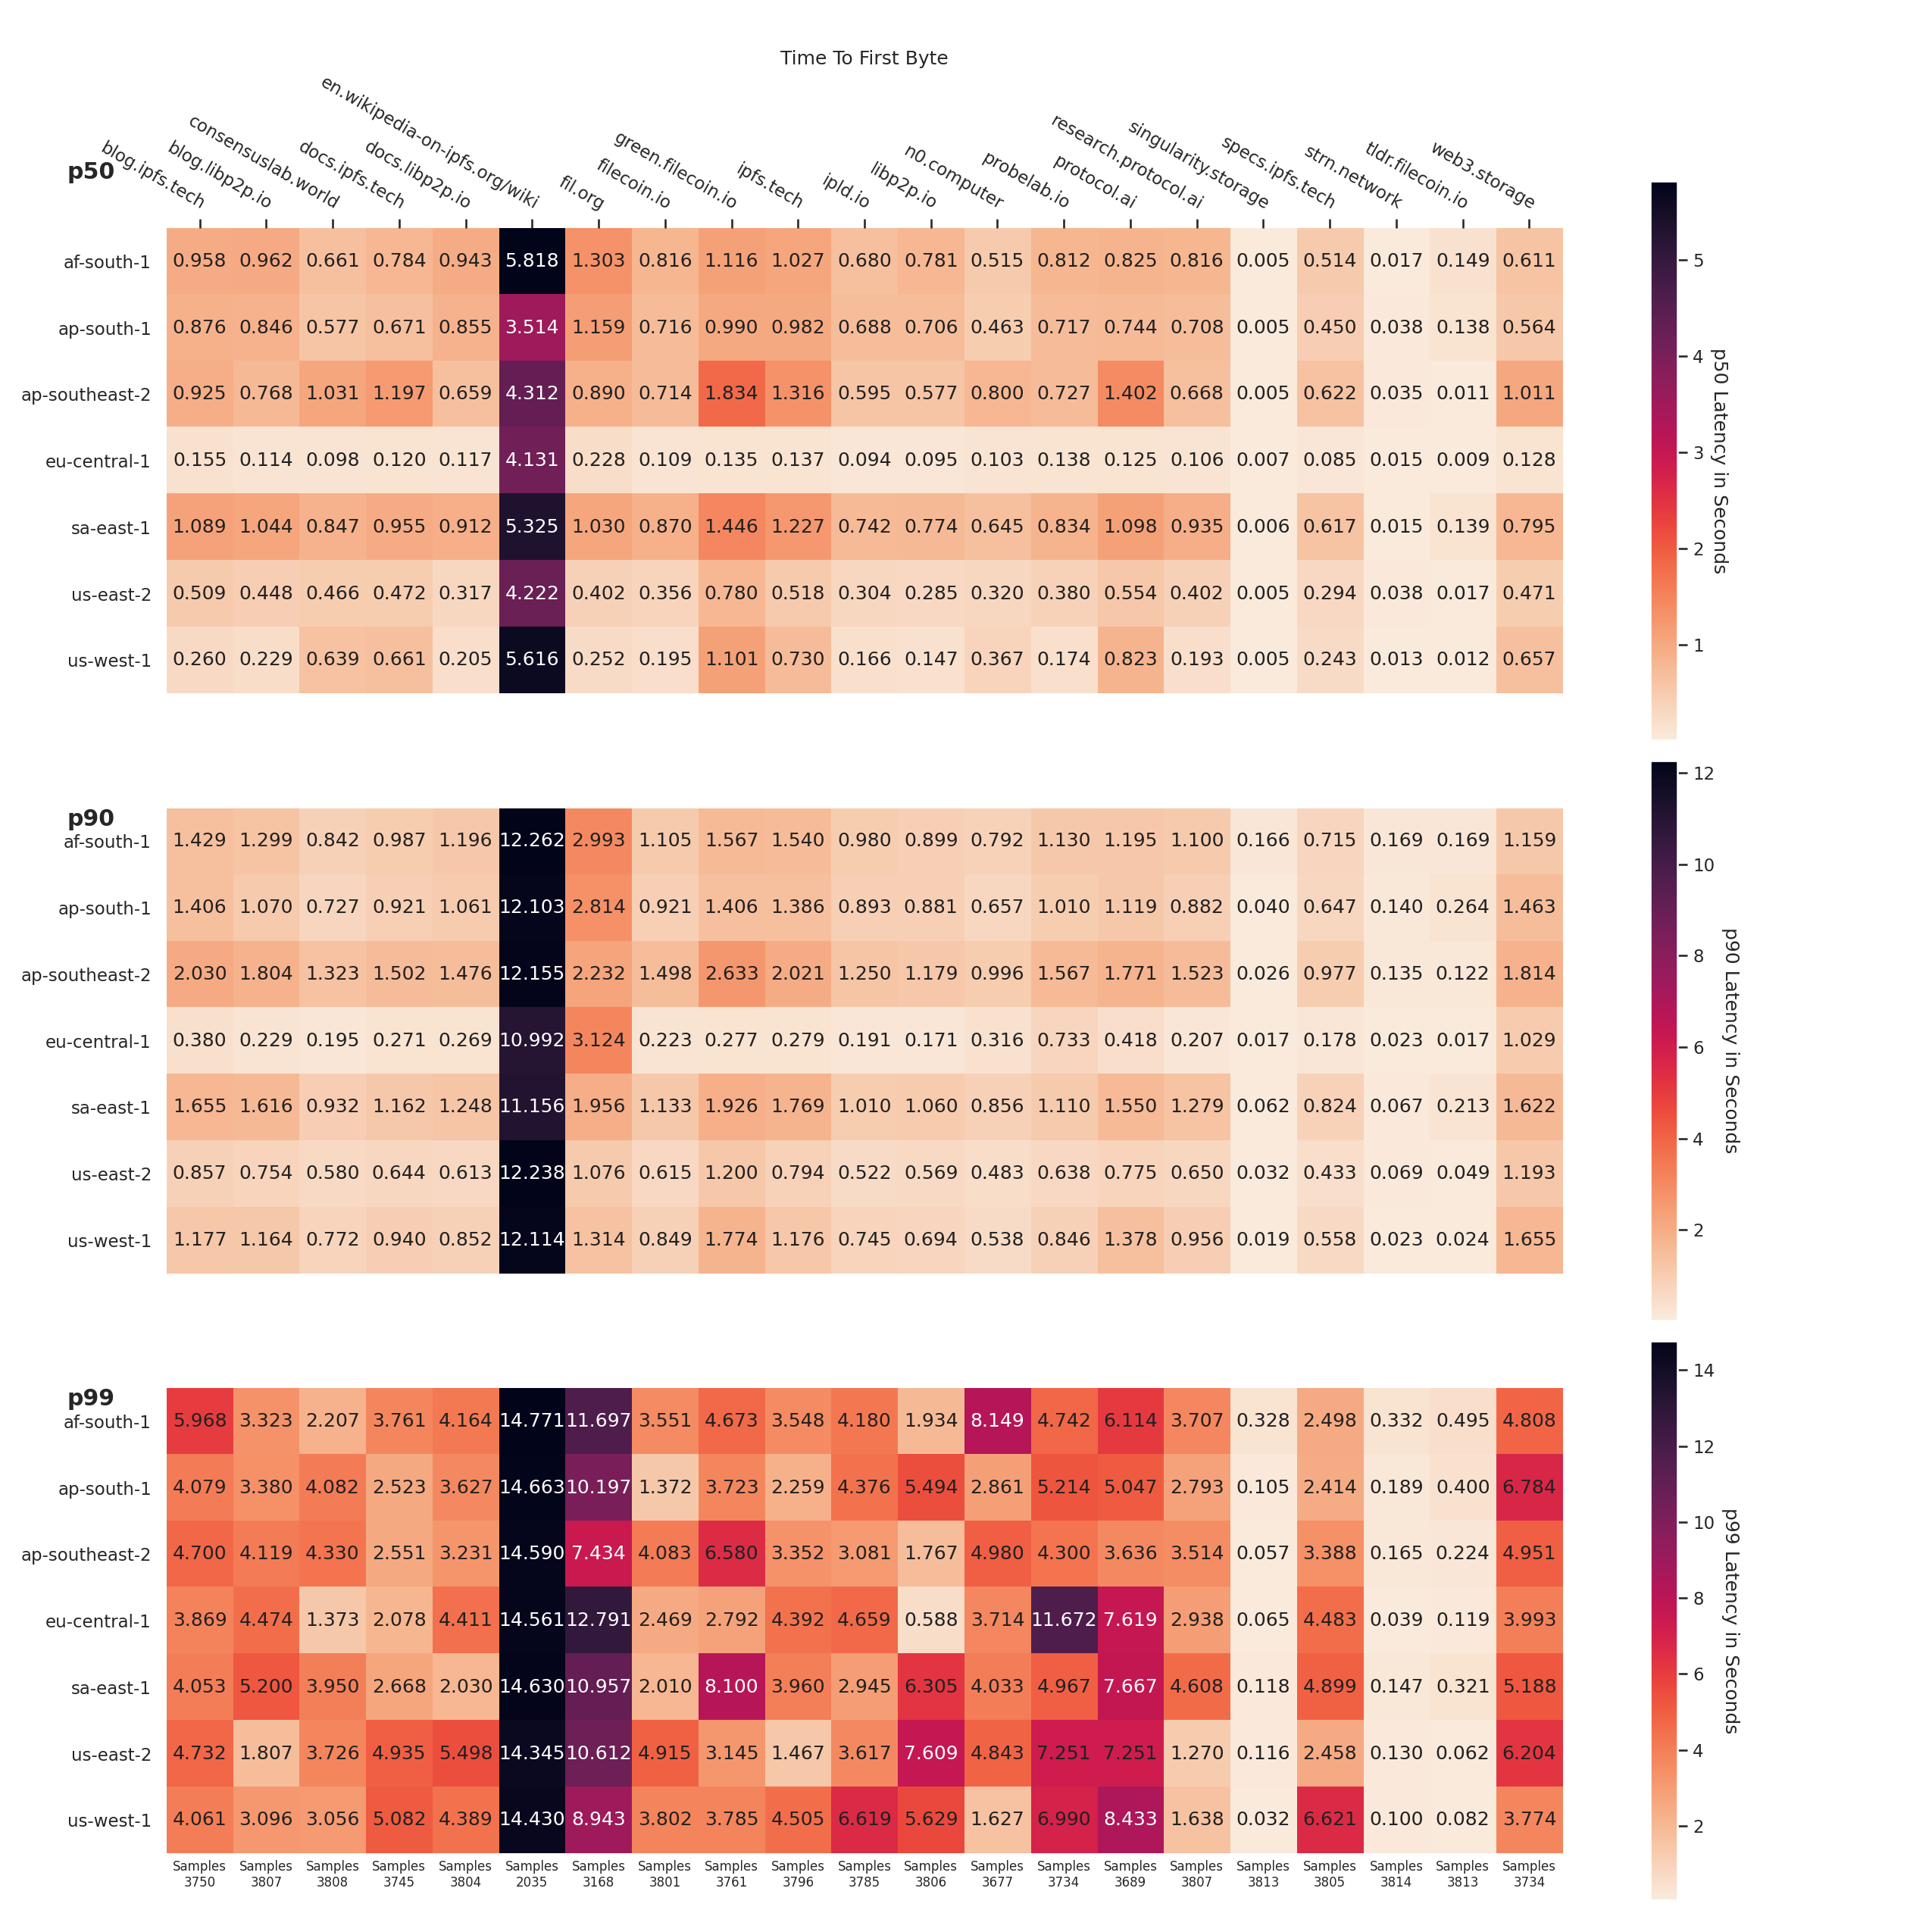 Time To First Byte
p50
blog.ipfs.tech
blog.libp2p.io
consensuslab.world
docs.ipfs.tech
docs.libp2p.io
en.wikipedia-on-ipfs.org/wiki
fil.org
filecoin.io
green.filecoin.io
ipfs.tech
ipld.io
libp2p.io
n0.computer
probelab.io
protocol.ai
research.protocol.ai
singularity.storage
specs.ipfs.tech
strn.network
tldr.filecoin.io
web3.storage
af-south-1 0.958 0.962 0.661 0.784 0.943 5.818 1.303 0.816 1.116 1.027 0.680 0.781 0.515 0.812 0.825 0.816 0.005 0.514 0.017 0.149 0.611
ap-south-1 0.876 0.846 0.577 0.671 0.855 3.514 1.159 0.716 0.990 0.982 0.688 0.706 0.463 0.717 0.744 0.708 0.005 0.450 0.038 0.138 0.564
ap-southeast-2 0.925 0.768 1.031 1.197 0.659 4.312 0.890 0.714 1.834 1.316 0.595 0.577 0.800 0.727 1.402 0.668 0.005 0.622 0.035 0.011 1.011
eu-central-1 0.155 0.114 0.098 0.120 0.117 4.131 0.228 0.109 0.135 0.137 0.094 0.095 0.103 0.138 0.125 0.106 0.007 0.085 0.015 0.009 0.128
sa-east-1 1.089 1.044 0.847 0.955 0.912 5.325 1.030 0.870 1.446 1.227 0.742 0.774 0.645 0.834 1.098 0.935 0.006 0.617 0.015 0.139 0.795
us-east-2 0.509 0.448 0.466 0.472 0.317 4.222 0.402 0.356 0.780 0.518 0.304 0.285 0.320 0.380 0.554 0.402 0.005 0.294 0.038 0.017 0.471
us-west-1 0.260 0.229 0.639 0.661 0.205 5.616 0.252 0.195 1.101 0.730 0.166 0.147 0.367 0.174 0.823 0.193 0.005 0.243 0.013 0.012 0.657
5
4
3
2
1
p50 Latency in Seconds
p90
af-south-1 1.429 1.299 0.842 0.987 1.196 12.262 2.993 1.105 1.567 1.540 0.980 0.899 0.792 1.130 1.195 1.100 0.166 0.715 0.169 0.169 1.159
ap-south-1 1.406 1.070 0.727 0.921 1.061 12.103 2.814 0.921 1.406 1.386 0.893 0.881 0.657 1.010 1.119 0.882 0.040 0.647 0.140 0.264 1.463
ap-southeast-2 2.030 1.804 1.323 1.502 1.476 12.155 2.232 1.498 2.633 2.021 1.250 1.179 0.996 1.567 1.771 1.523 0.026 0.977 0.135 0.122 1.814
eu-central-1 0.380 0.229 0.195 0.271 0.269 10.992 3.124 0.223 0.277 0.279 0.191 0.171 0.316 0.733 0.418 0.207 0.017 0.178 0.023 0.017 1.029
sa-east-1 1.655 1.616 0.932 1.162 1.248 11.156 1.956 1.133 1.926 1.769 1.010 1.060 0.856 1.110 1.550 1.279 0.062 0.824 0.067 0.213 1.622
us-east-2 0.857 0.754 0.580 0.644 0.613 12.238 1.076 0.615 1.200 0.794 0.522 0.569 0.483 0.638 0.775 0.650 0.032 0.433 0.069 0.049 1.193
us-west-1 1.177 1.164 0.772 0.940 0.852 12.114 1.314 0.849 1.774 1.176 0.745 0.694 0.538 0.846 1.378 0.956 0.019 0.558 0.023 0.024 1.655
12
10
8
6
4
2
p90 Latency in Seconds
p99
af-south-1 5.968 3.323 2.207 3.761 4.164 14.771 11.697 3.551 4.673 3.548 4.180 1.934 8.149 4.742 6.114 3.707 0.328 2.498 0.332 0.495 4.808
ap-south-1 4.079 3.380 4.082 2.523 3.627 14.663 10.197 1.372 3.723 2.259 4.376 5.494 2.861 5.214 5.047 2.793 0.105 2.414 0.189 0.400 6.784
ap-southeast-2 4.700 4.119 4.330 2.551 3.231 14.590 7.434 4.083 6.580 3.352 3.081 1.767 4.980 4.300 3.636 3.514 0.057 3.388 0.165 0.224 4.951
eu-central-1 3.869 4.474 1.373 2.078 4.411 14.561 12.791 2.469 2.792 4.392 4.659 0.588 3.714 11.672 7.619 2.938 0.065 4.483 0.039 0.119 3.993
sa-east-1 4.053 5.200 3.950 2.668 2.030 14.630 10.957 2.010 8.100 3.960 2.945 6.305 4.033 4.967 7.667 4.608 0.118 4.899 0.147 0.321 5.188
us-east-2 4.732 1.807 3.726 4.935 5.498 14.345 10.612 4.915 3.145 1.467 3.617 7.609 4.843 7.251 7.251 1.270 0.116 2.458 0.130 0.062 6.204
us-west-1 4.061 3.096 3.056 5.082 4.389 14.430 8.943 3.802 3.785 4.505 6.619 5.629 1.627 6.990 8.433 1.638 0.032 6.621 0.100 0.082 3.774
Samples Samples Samples Samples Samples Samples Samples Samples Samples Samples Samples Samples Samples Samples Samples Samples Samples Samples Samples Samples Samples
3750 3807 3808 3745 3804 2035 3168 3801 3761 3796 3785 3806 3677 3734 3689 3807 3813 3805 3814 3813 3734
14
12
10
8
6
4
2
p99 Latency in Seconds